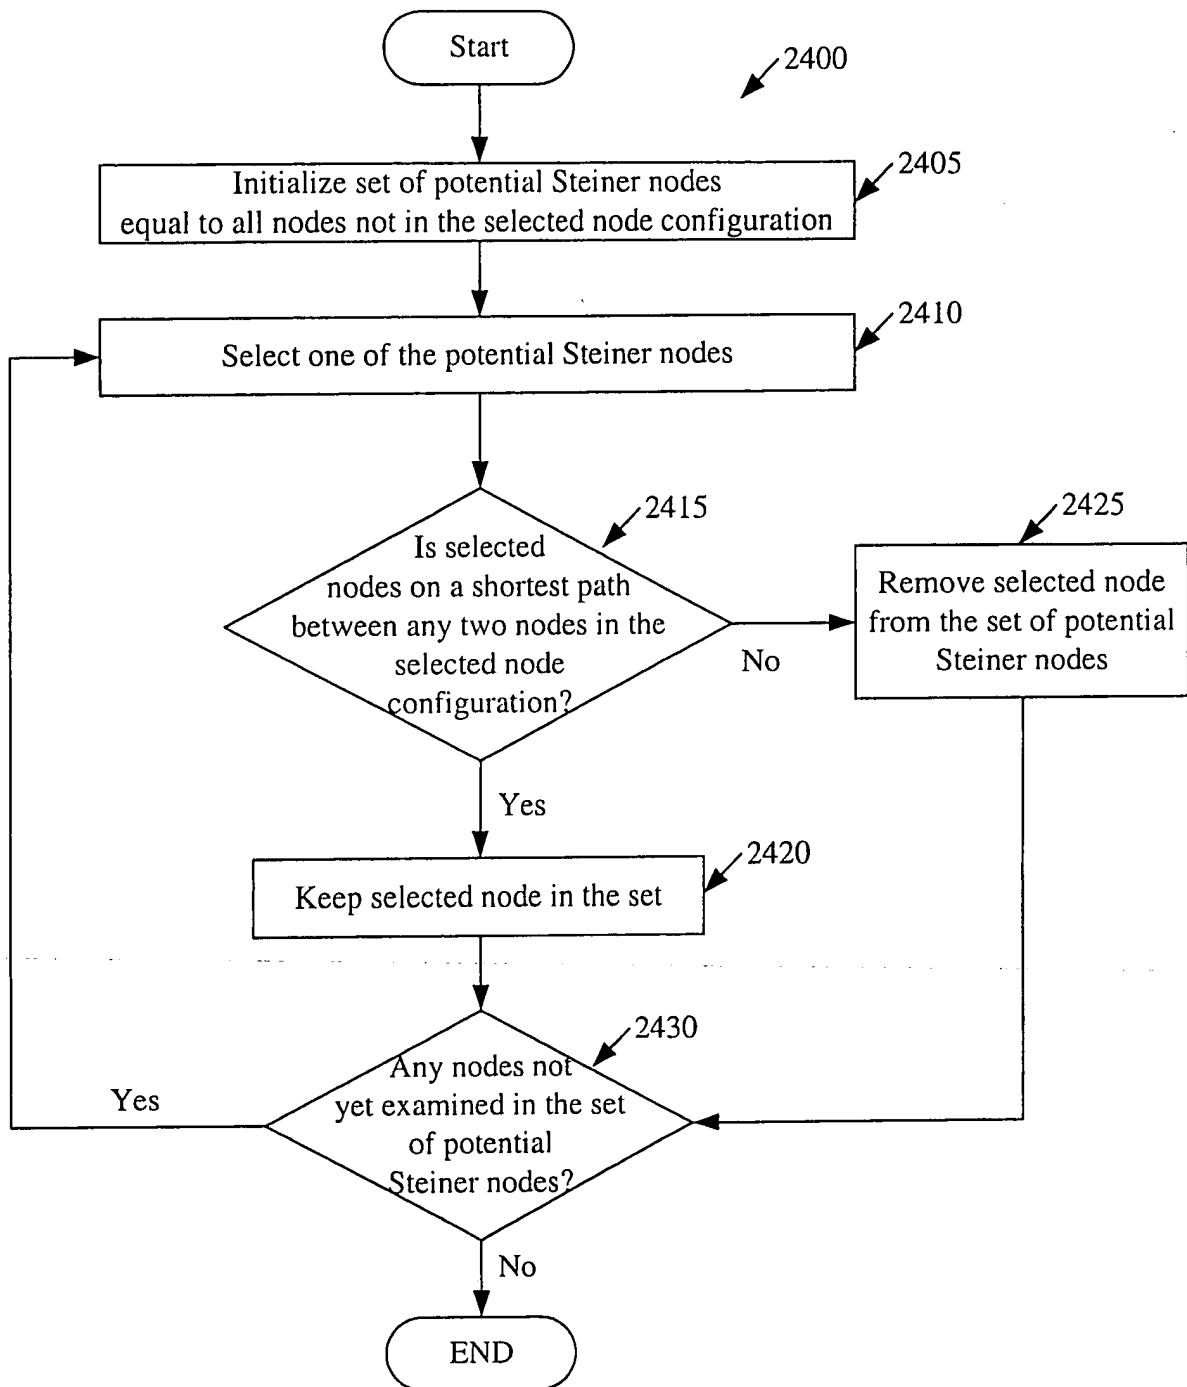 Start
2400
2405
Initialize set of potential Steiner nodes
equal to all nodes not in the selected node configuration
2410
Select one of the potential Steiner nodes
2415
Is selected
nodes on a shortest path
between any two nodes in the
selected node
configuration?
No
2425
Remove selected node
from the set of potential
Steiner nodes
Yes
2420
Keep selected node in the set
2430
Any nodes not
yet examined in the set
of potential
Steiner nodes?
Yes
No
END